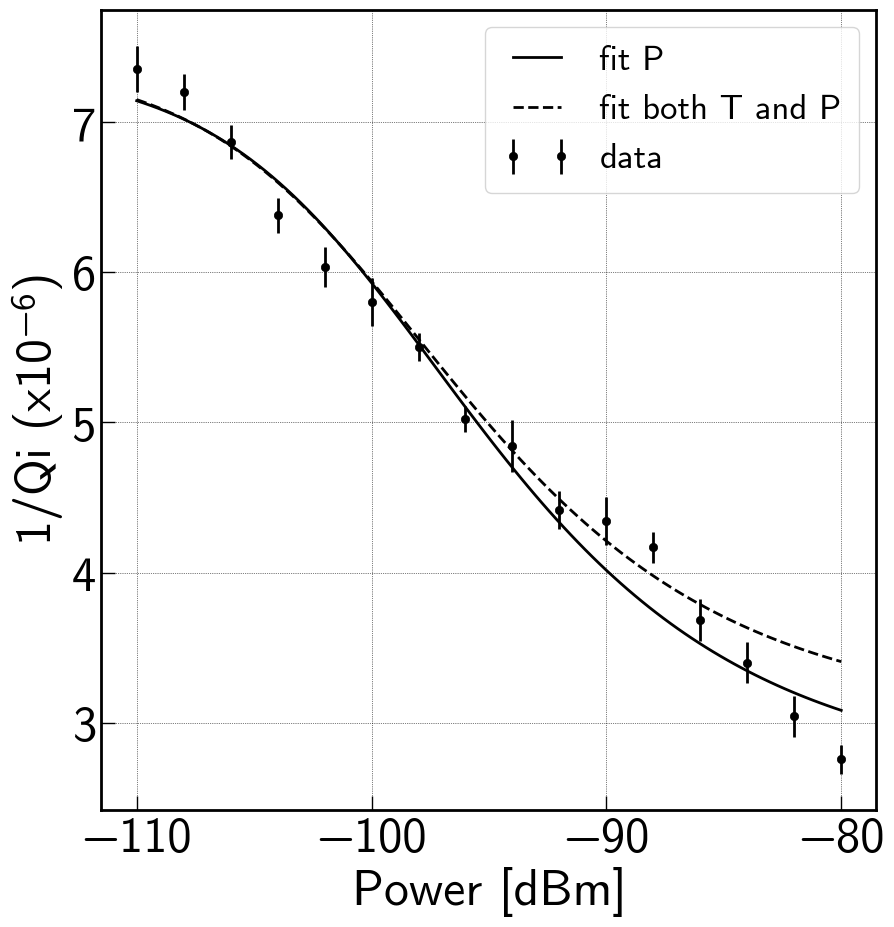 fit P
fit both T and P
data
7
6
5
4
3
1/Qi (x10⁻⁶)
−110 −100 −90 −80
Power [dBm]